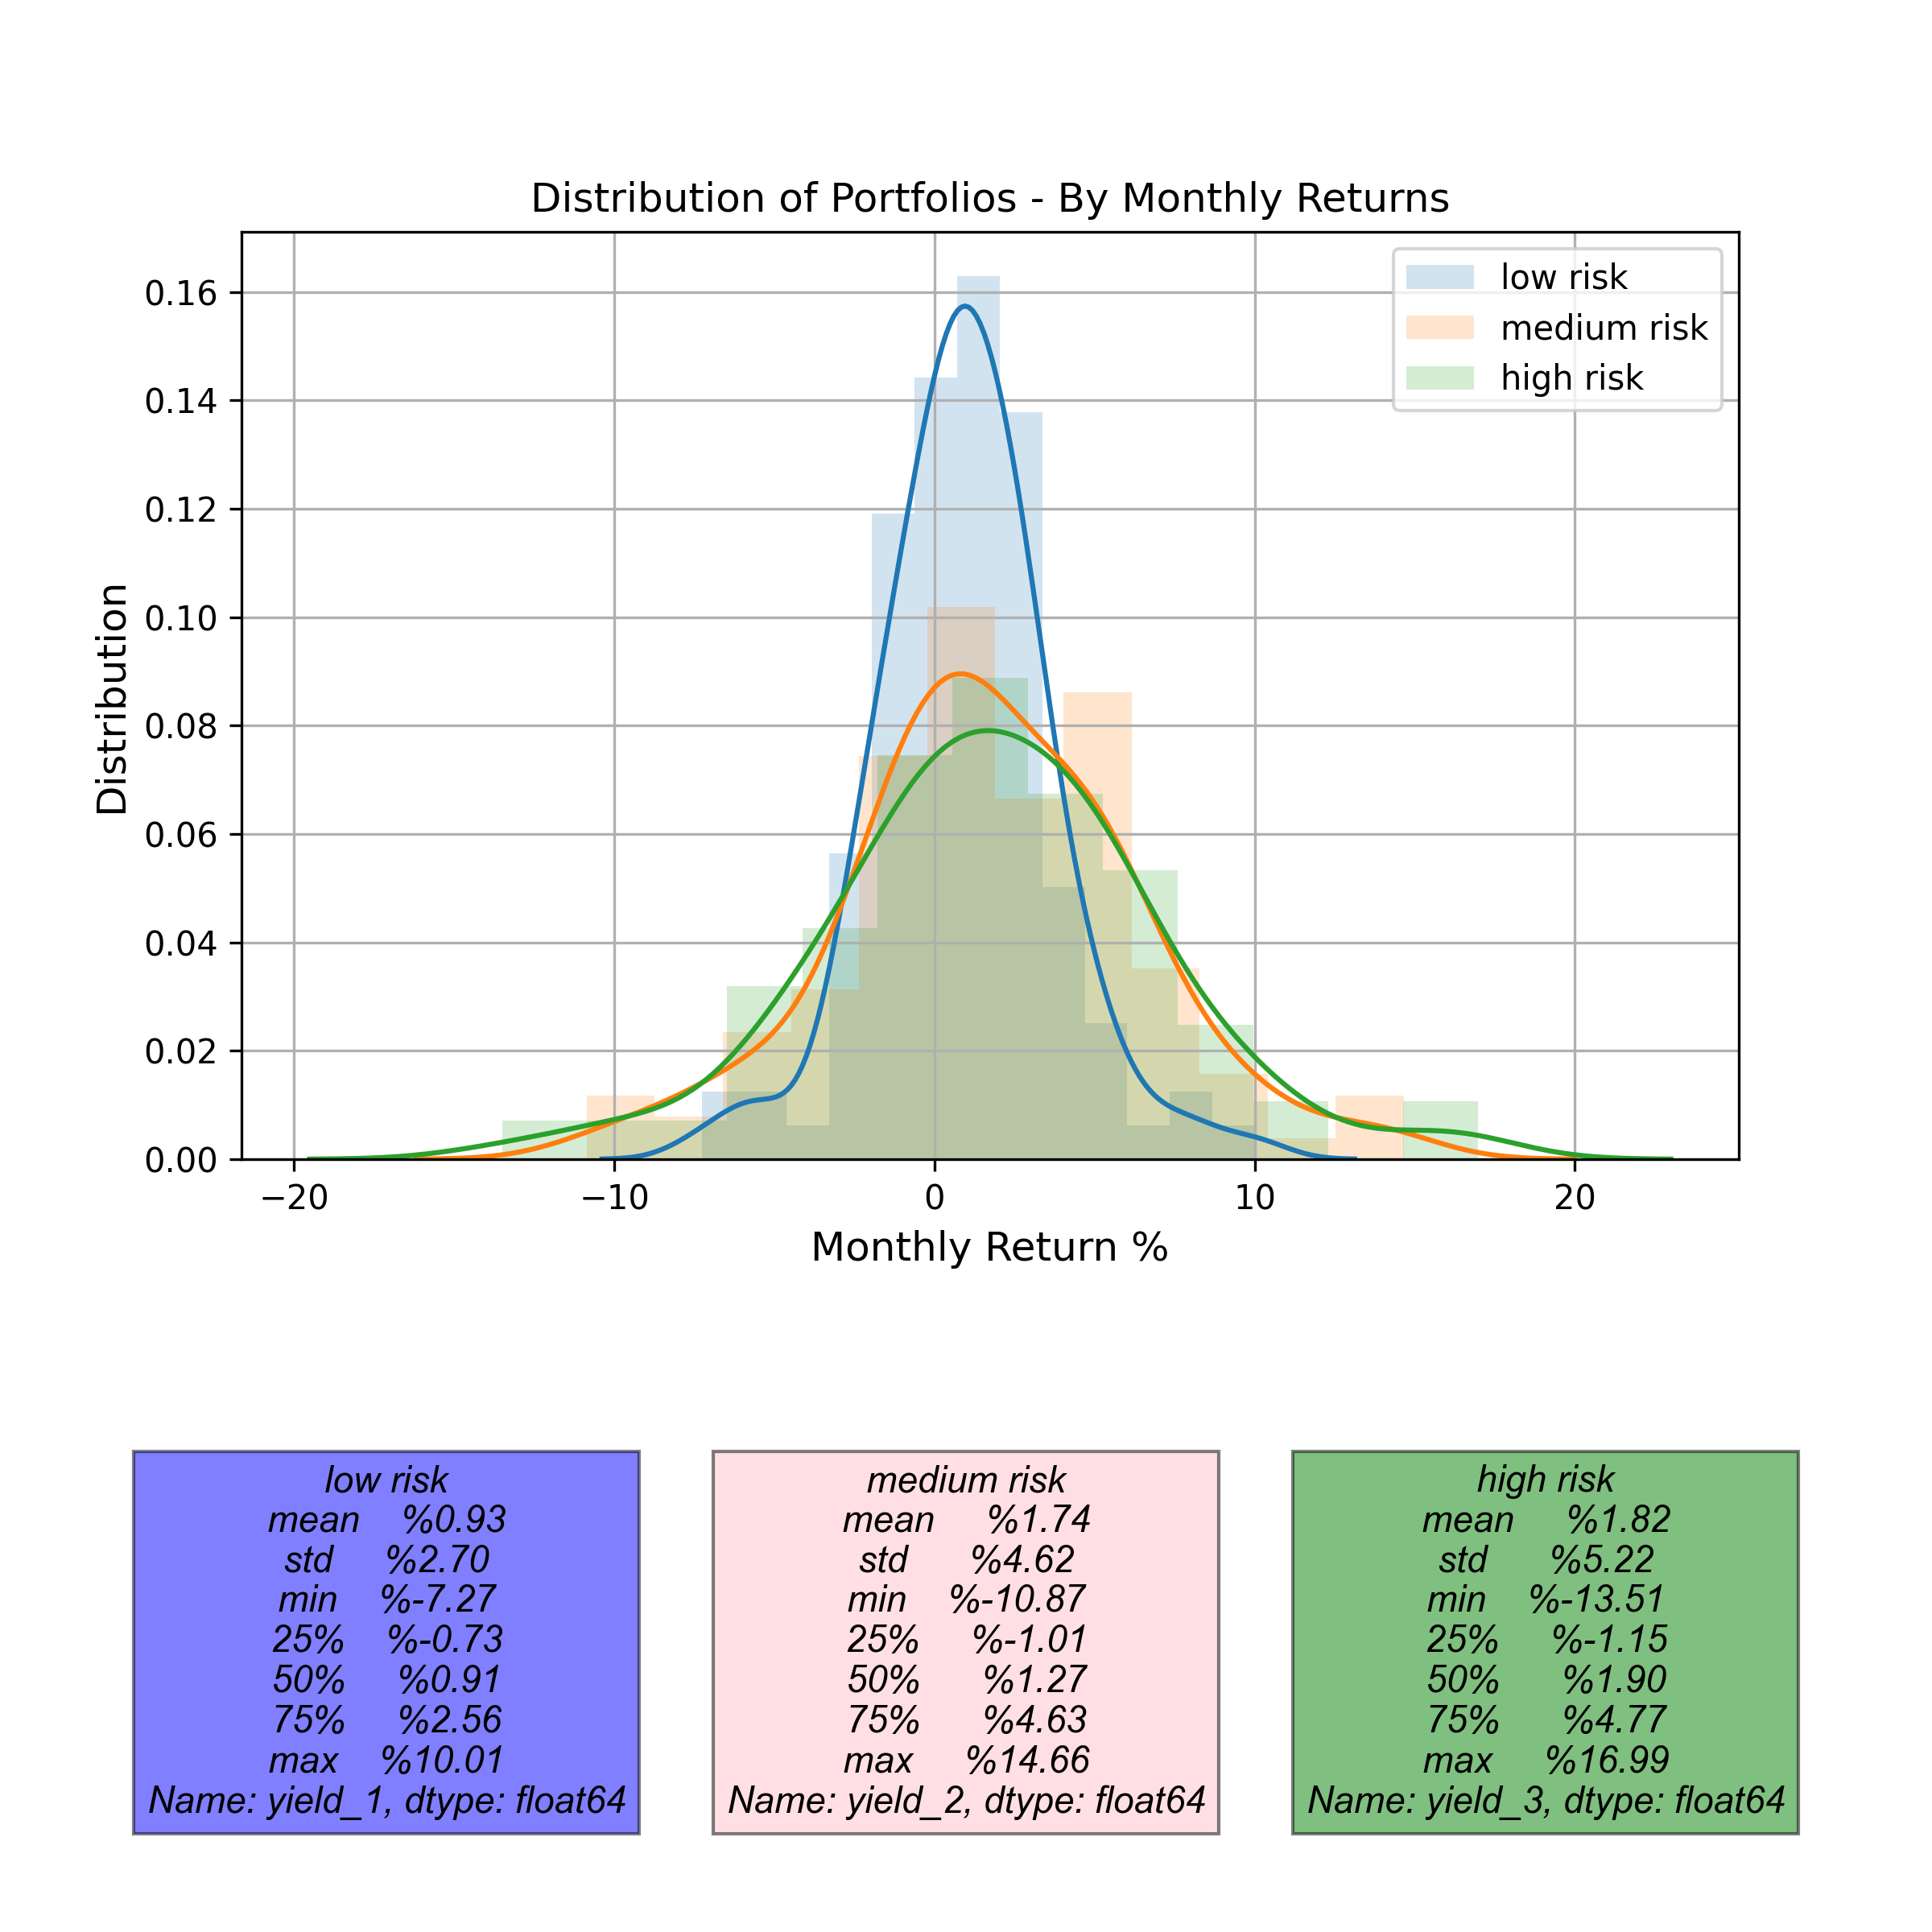 Distribution of Portfolios - By Monthly Returns
low risk
medium risk
high risk
0.16
0.14
0.12
0.10
0.08
0.06
0.04
0.02
0.00
Distribution
−20 −10 0 10 20
Monthly Return %
low risk
mean %0.93
std %2.70
min %-7.27
25% %-0.73
50% %0.91
75% %2.56
max %10.01
Name: yield_1, dtype: float64
medium risk
mean %1.74
std %4.62
min %-10.87
25% %-1.01
50% %1.27
75% %4.63
max %14.66
Name: yield_2, dtype: float64
high risk
mean %1.82
std %5.22
min %-13.51
25% %-1.15
50% %1.90
75% %4.77
max %16.99
Name: yield_3, dtype: float64